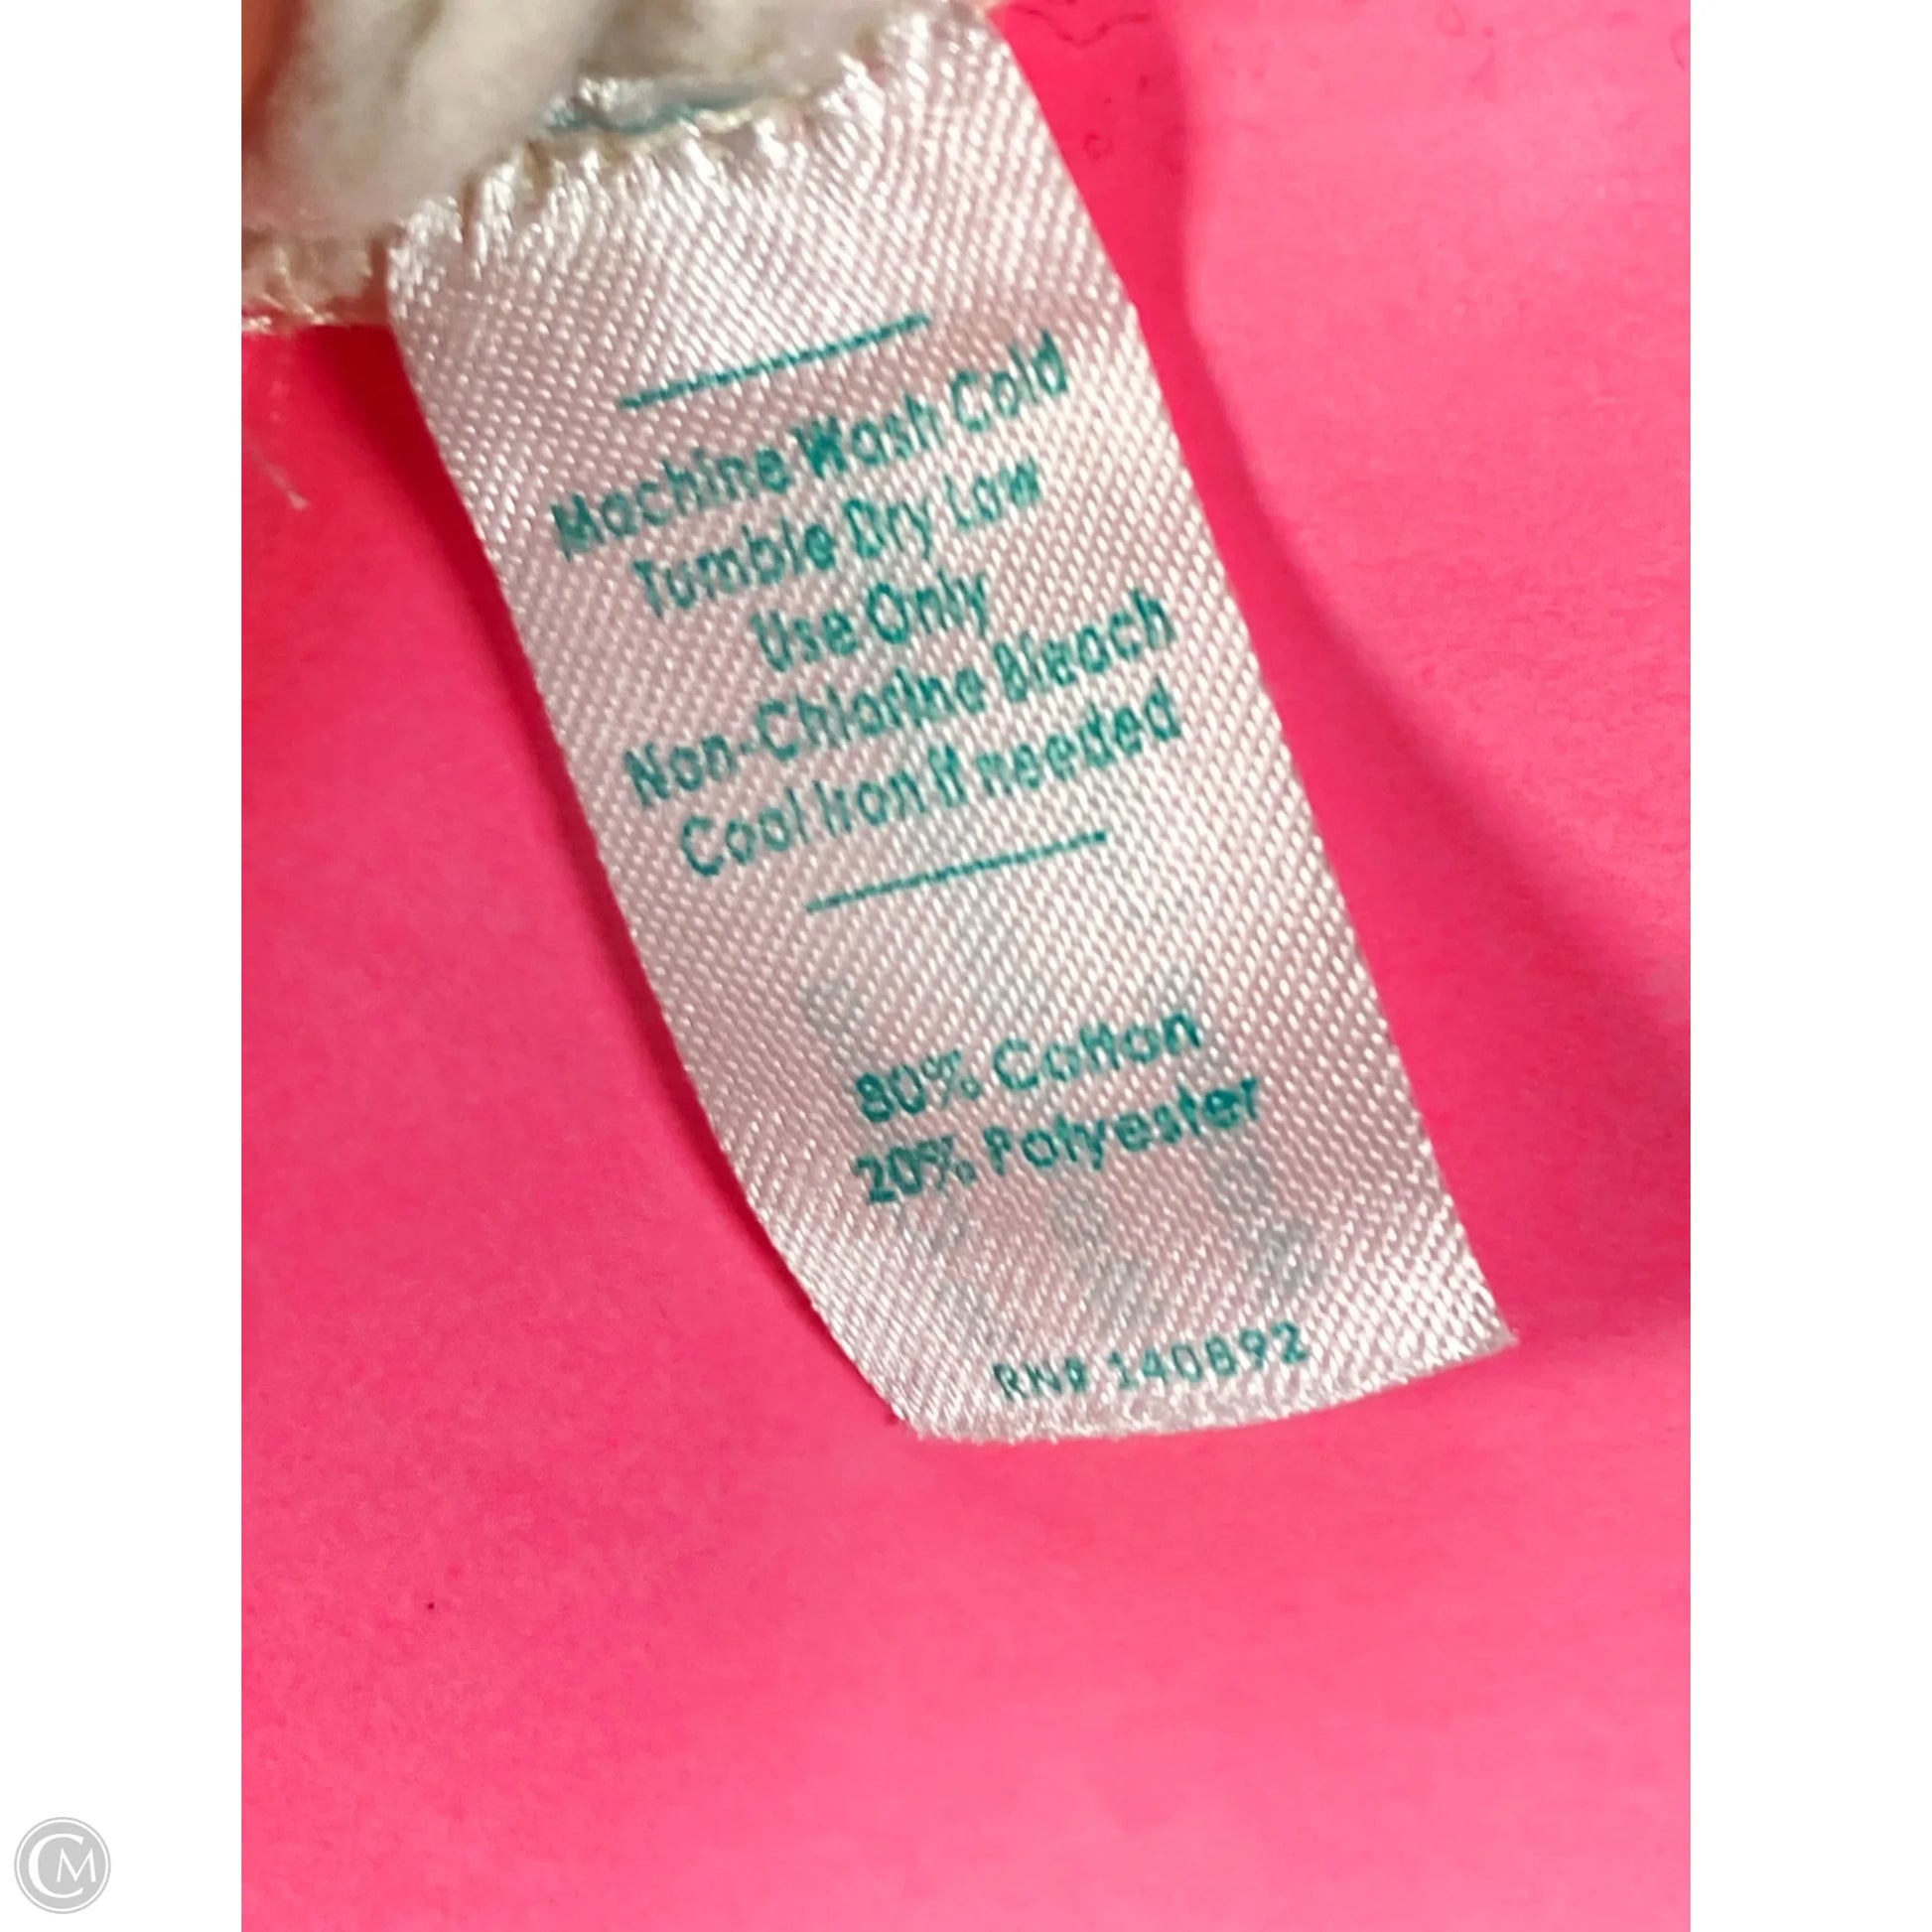 Machine Wash Cold
Tumble Dry Low
Use Only
Non-Chlorine Bleach
Cool Iron if needed
80% Cotton
20% Polyester
RN# 140892
CM